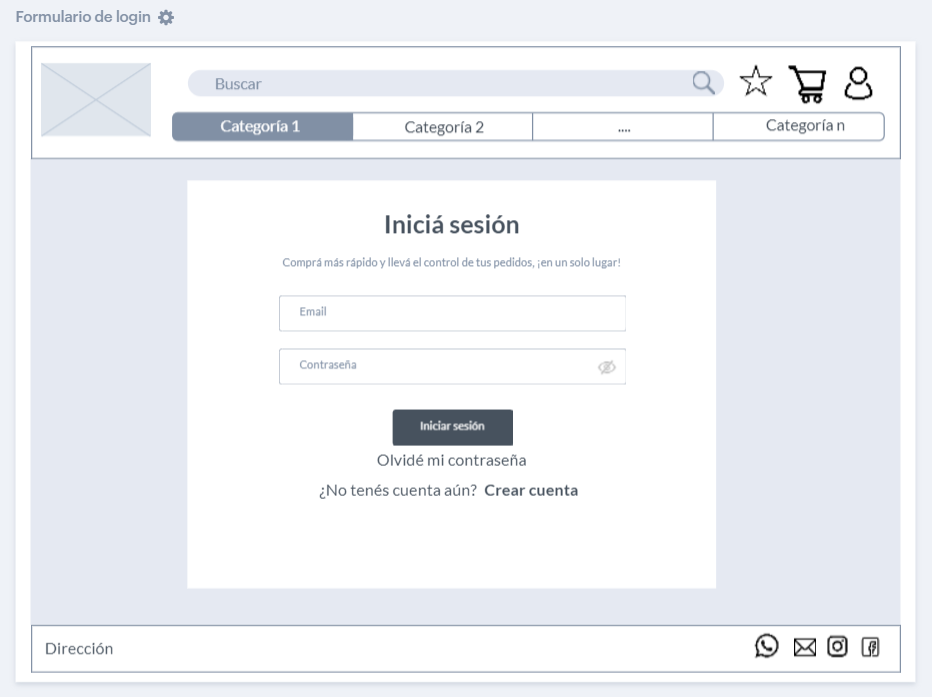 Formulario de login
Buscar
Categoría 1 Categoría 2 .... Categoría n
Iniciá sesión
Comprá más rápido y llevá el control de tus pedidos, ¡en un solo lugar!
Email
Contraseña
Iniciar sesión
Olvidé mi contraseña
¿No tenés cuenta aún? Crear cuenta
Dirección